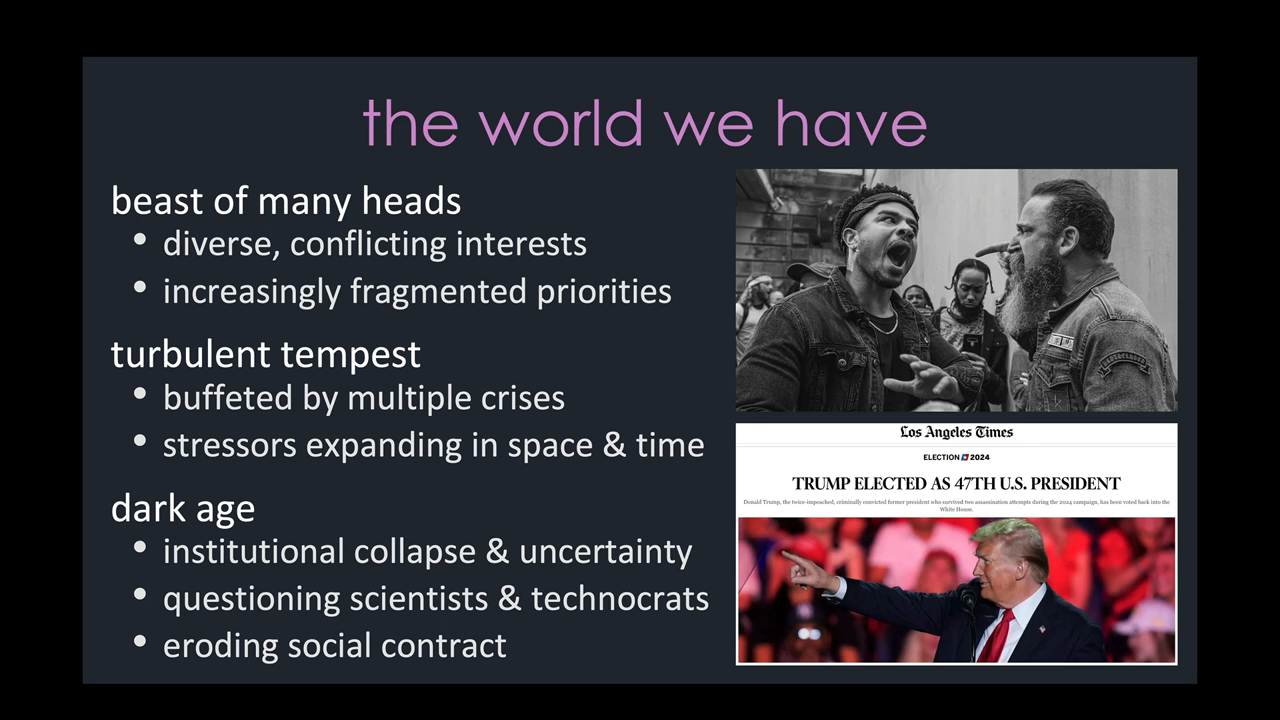 the world we have
beast of many heads
• diverse, conflicting interests
• increasingly fragmented priorities
turbulent tempest
• buffeted by multiple crises
• stressors expanding in space & time
dark age
• institutional collapse & uncertainty
• questioning scientists & technocrats
• eroding social contract
Los Angeles Times
ELECTION 2024
TRUMP ELECTED AS 47TH U.S. PRESIDENT
Donald Trump, the twice-impeached, criminally convicted former president who survived two assassination attempts during the 2024 campaign, has been voted back into the
White House.